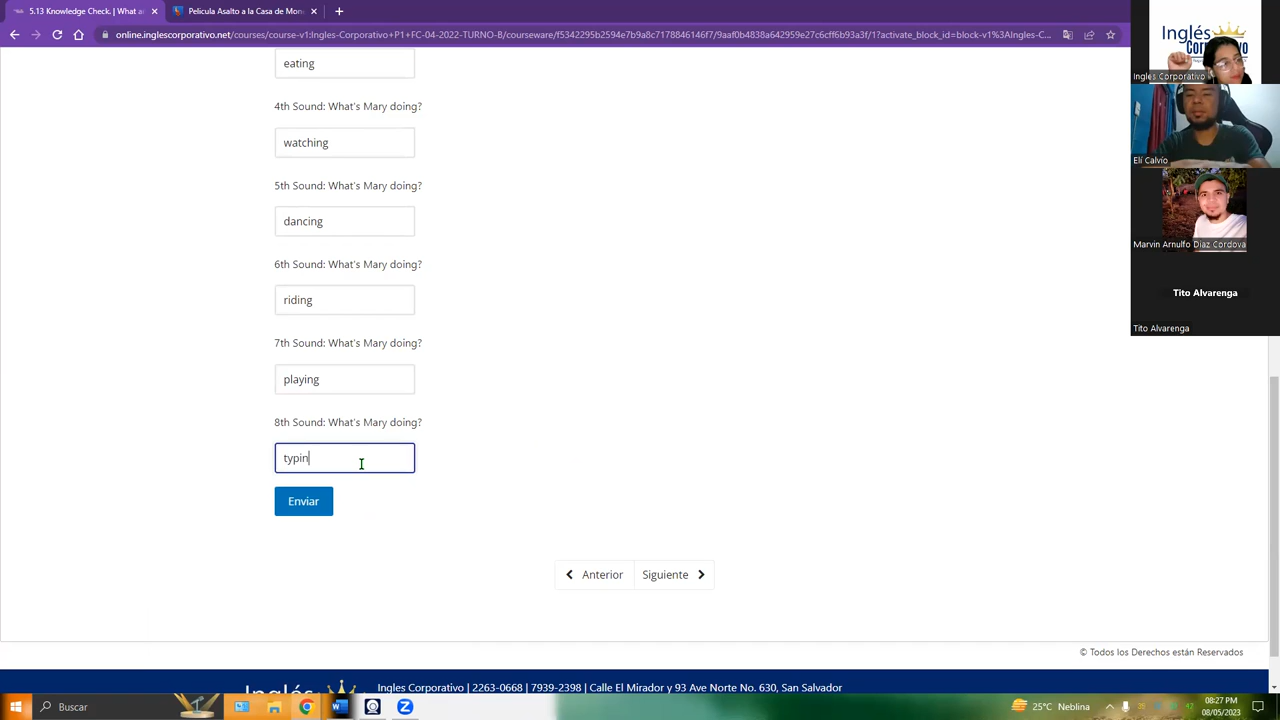 5.13 Knowledge Check. | What a
Pelicula Asalto a la Casa de Mon
online.inglescorporativo.net/courses/course-v1:Ingles-Corporativo+P1+FC-04-2022-TURNO-B/courseware/f5342295b2594e7b9a8c7178846146f7/9aaf0b4838a642959e27c6cff6b93a3f/1?activate_block_id=block-v1%3AIngles-C...
Inglés
Corporativo
Ingles Corporativo
eating
4th Sound: What's Mary doing?
watching
Elí Calvío
5th Sound: What's Mary doing?
dancing
Marvin Arnulfo Díaz Cordova
6th Sound: What's Mary doing?
riding
Tito Alvarenga
Tito Alvarenga
7th Sound: What's Mary doing?
playing
8th Sound: What's Mary doing?
typin
Enviar
Anterior
Siguiente
© Todos los Derechos están Reservados
Inglés
Ingles Corporativo | 2263-0668 | 7939-2398 | Calle El Mirador y 93 Ave Norte No. 630, San Salvador
Buscar
25°C Neblina
08:27 PM
08/05/2023